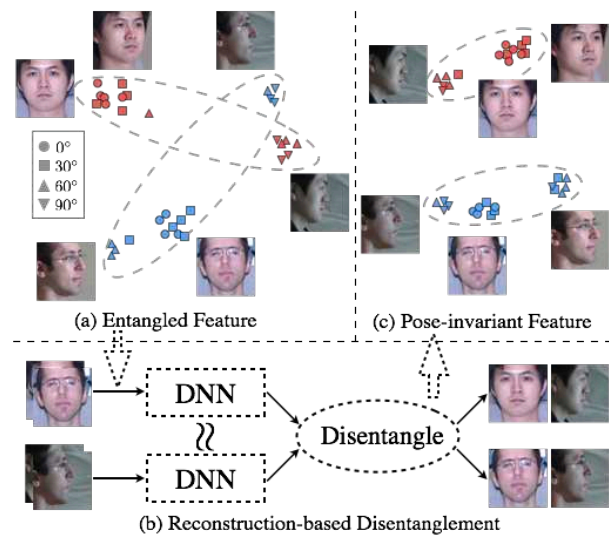 0°
30°
60°
90°
(a) Entangled Feature
(c) Pose-invariant Feature
DNN
DNN
Disentangle
(b) Reconstruction-based Disentanglement